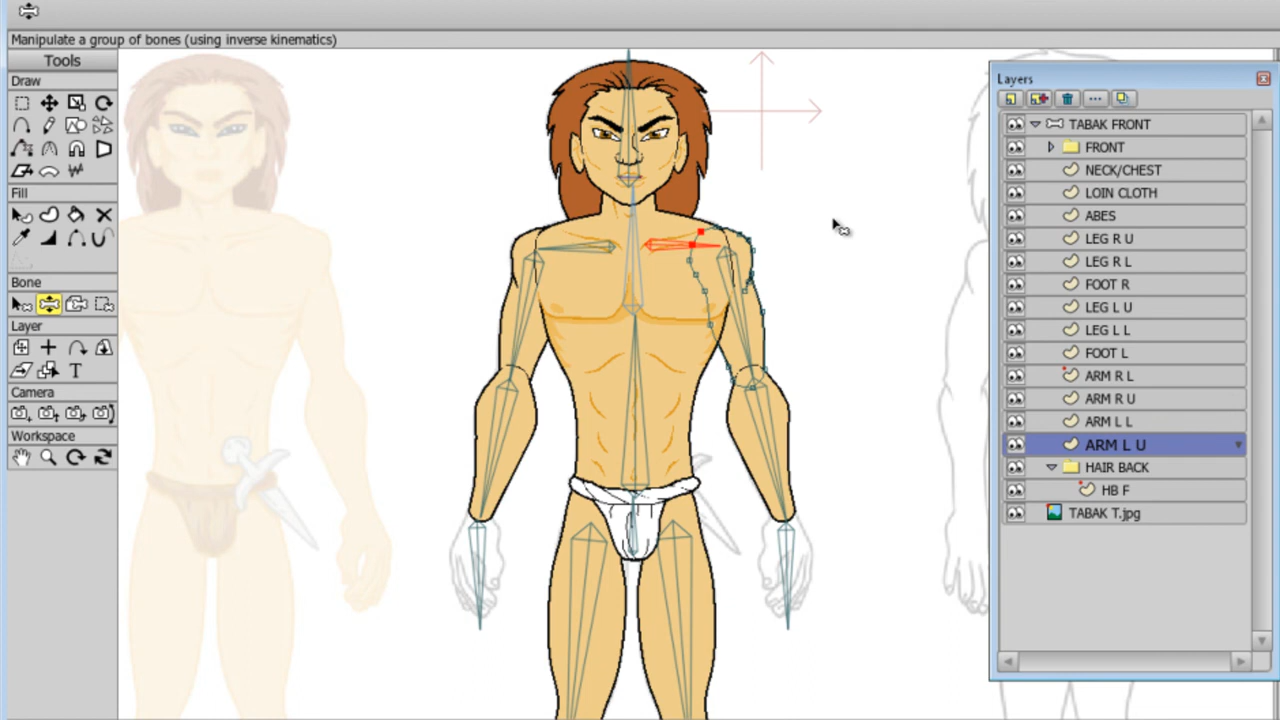 Manipulate a group of bones (using inverse kinematics)
Tools
Draw
Fill
Bone
Layer
T
Camera
Workspace
Layers
TABAK FRONT
FRONT
NECK/CHEST
LOIN CLOTH
ABES
LEG R U
LEG R L
FOOT R
LEG L U
LEG L L
FOOT L
ARM R L
ARM R U
ARM L L
ARM L U
HAIR BACK
HB F
TABAK T.jpg